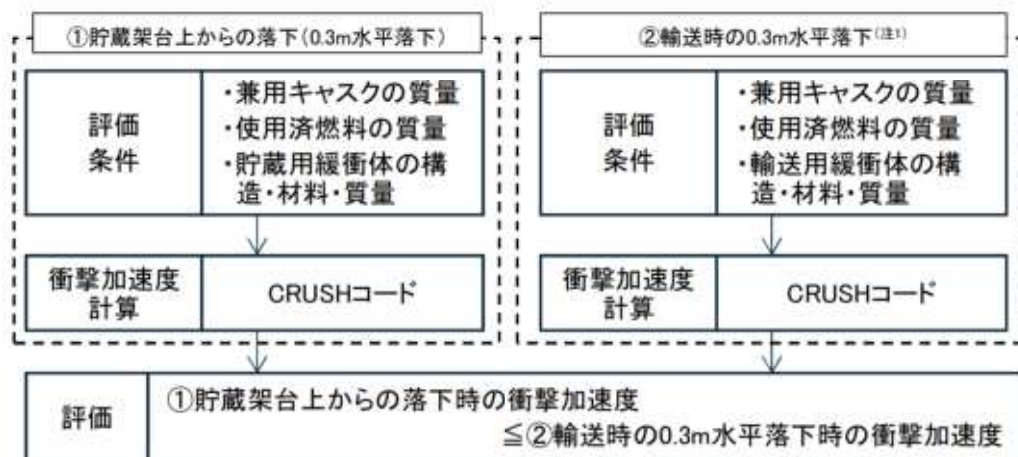 ①貯蔵架台上からの落下(0.3m水平落下)
評価
条件
・兼用キャスクの質量
・使用済燃料の質量
・貯蔵用緩衝体の構
造・材料・質量
衝撃加速度
計算
CRUSHコード
②輸送時の0.3m水平落下(注1)
評価
条件
・兼用キャスクの質量
・使用済燃料の質量
・輸送用緩衝体の構
造・材料・質量
衝撃加速度
計算
CRUSHコード
評価
①貯蔵架台上からの落下時の衝撃加速度
≦②輸送時の0.3m水平落下時の衝撃加速度